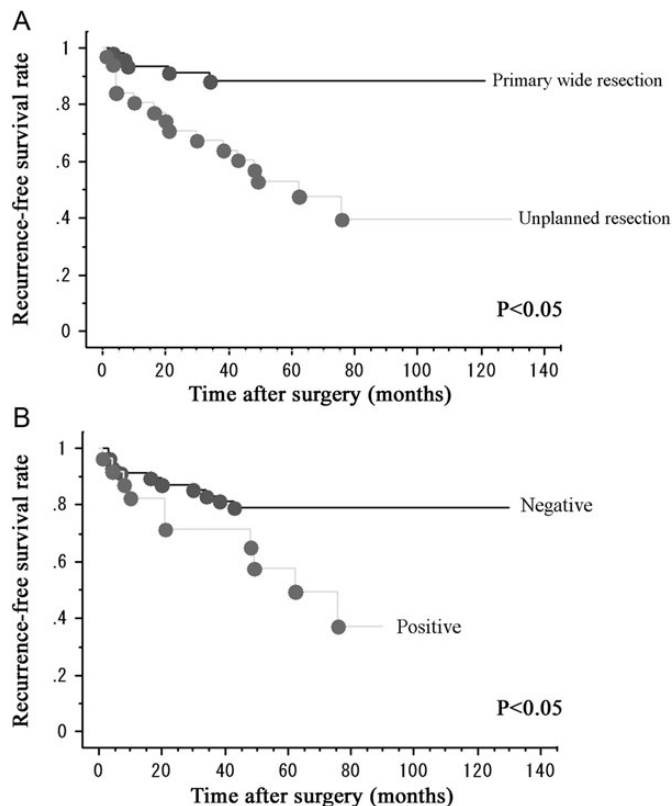 A
Recurrence-free survival rate
1
.8
.6
.4
.2
0
Primary wide resection
Unplanned resection
P<0.05
0 20 40 60 80 100 120 140
Time after surgery (months)
B
Recurrence-free survival rate
1
.8
.6
.4
.2
0
Negative
Positive
P<0.05
0 20 40 60 80 100 120 140
Time after surgery (months)